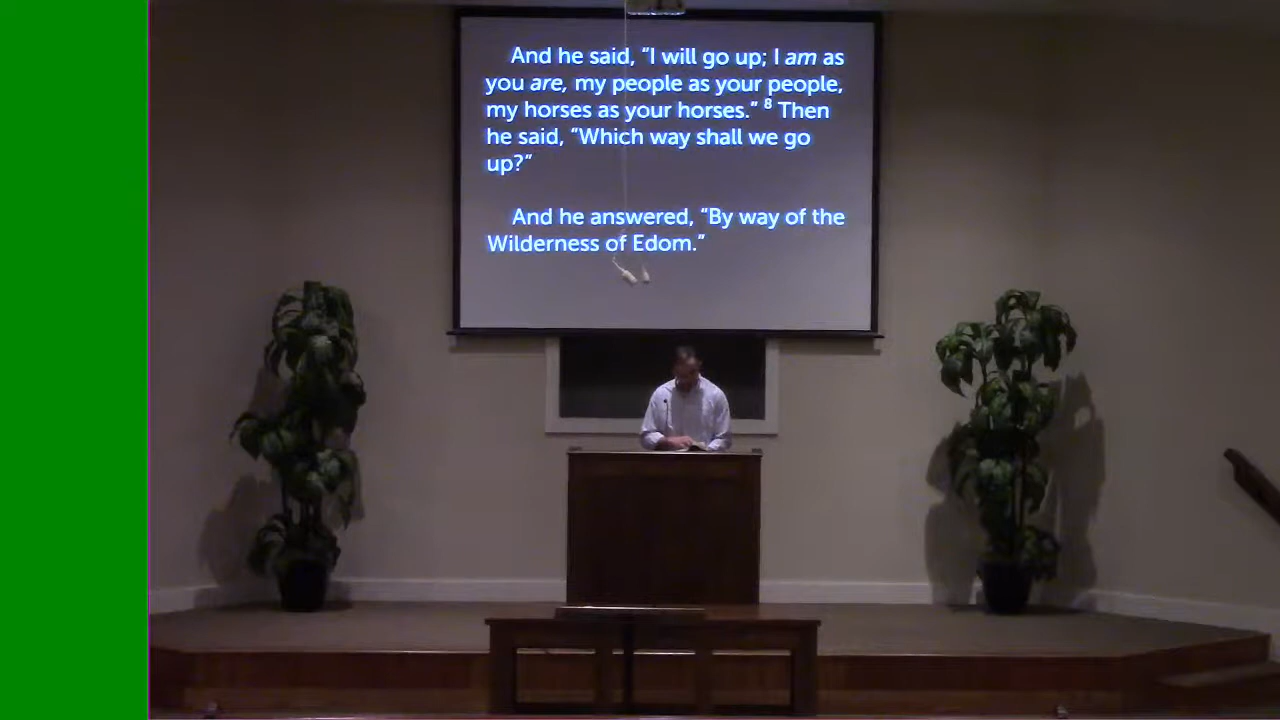 And he said, “I will go up; I am as
you are, my people as your people,
my horses as your horses.” 8 Then
he said, “Which way shall we go
up?”
And he answered, “By way of the
Wilderness of Edom.”